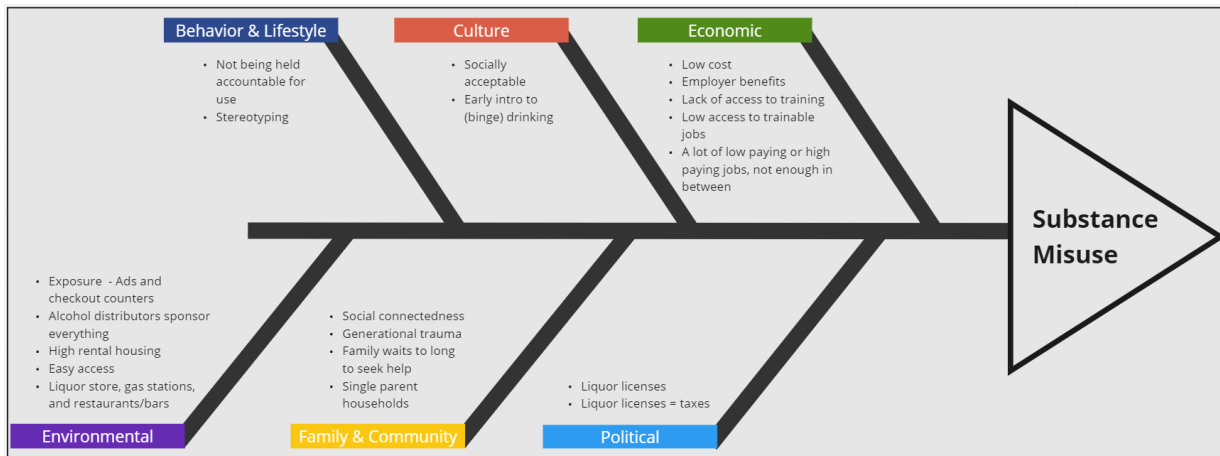 Behavior & Lifestyle
• Not being held
accountable for
use
• Stereotyping
Culture
• Socially
acceptable
• Early intro to
(binge) drinking
Economic
• Low cost
• Employer benefits
• Lack of access to training
• Low access to trainable
jobs
• A lot of low paying or high
paying jobs, not enough in
between
Substance
Misuse
• Exposure - Ads and
checkout counters
• Alcohol distributors sponsor
everything
• High rental housing
• Easy access
• Liquor store, gas stations,
and restaurants/bars
Environmental
• Social connectedness
• Generational trauma
• Family waits to long
to seek help
• Single parent
households
Family & Community
• Liquor licenses
• Liquor licenses = taxes
Political